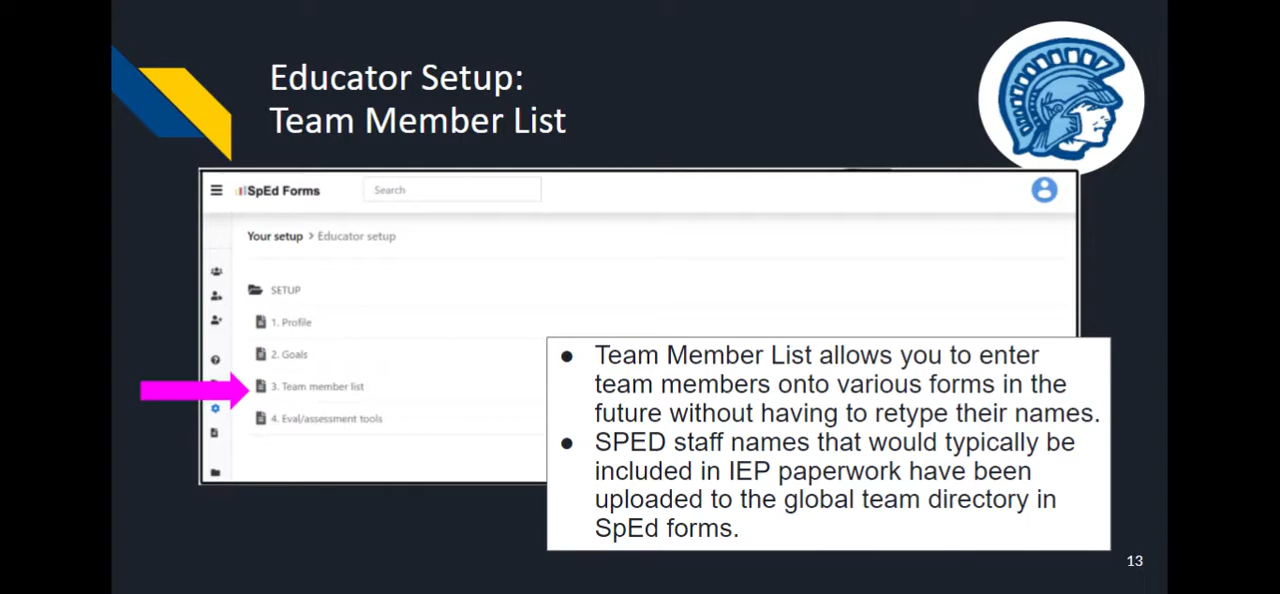 Educator Setup:
Team Member List
SpEd Forms
Search
Your setup > Educator setup
SETUP
1. Profile
2. Goals
3. Team member list
4. Eval/assessment tools
● Team Member List allows you to enter
team members onto various forms in the
future without having to retype their names.
● SPED staff names that would typically be
included in IEP paperwork have been
uploaded to the global team directory in
SpEd forms.
13